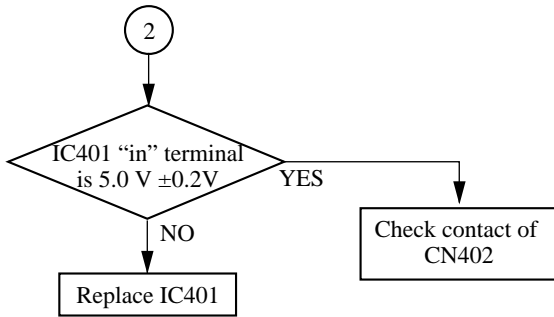 2
IC401 “in” terminal
is 5.0 V ±0.2V
YES
NO
Check contact of
CN402
Replace IC401